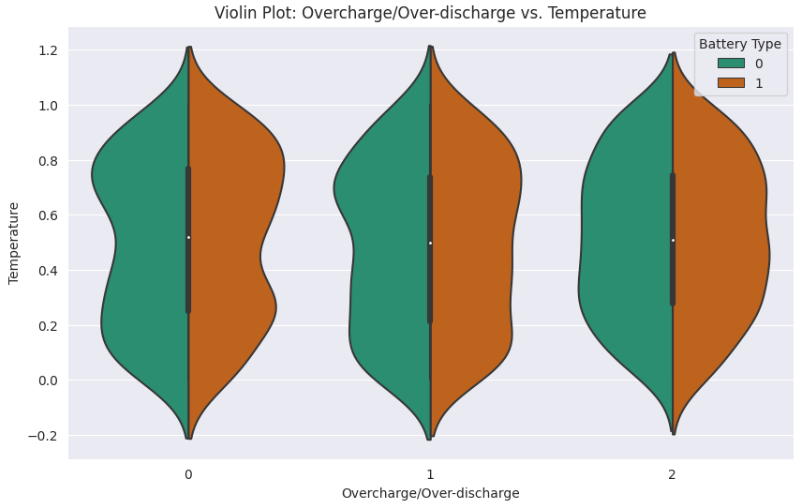 Violin Plot: Overcharge/Over-discharge vs. Temperature
Battery Type
0
1
1.2
1.0
0.8
0.6
0.4
0.2
0.0
−0.2
Temperature
0 1 2
Overcharge/Over-discharge